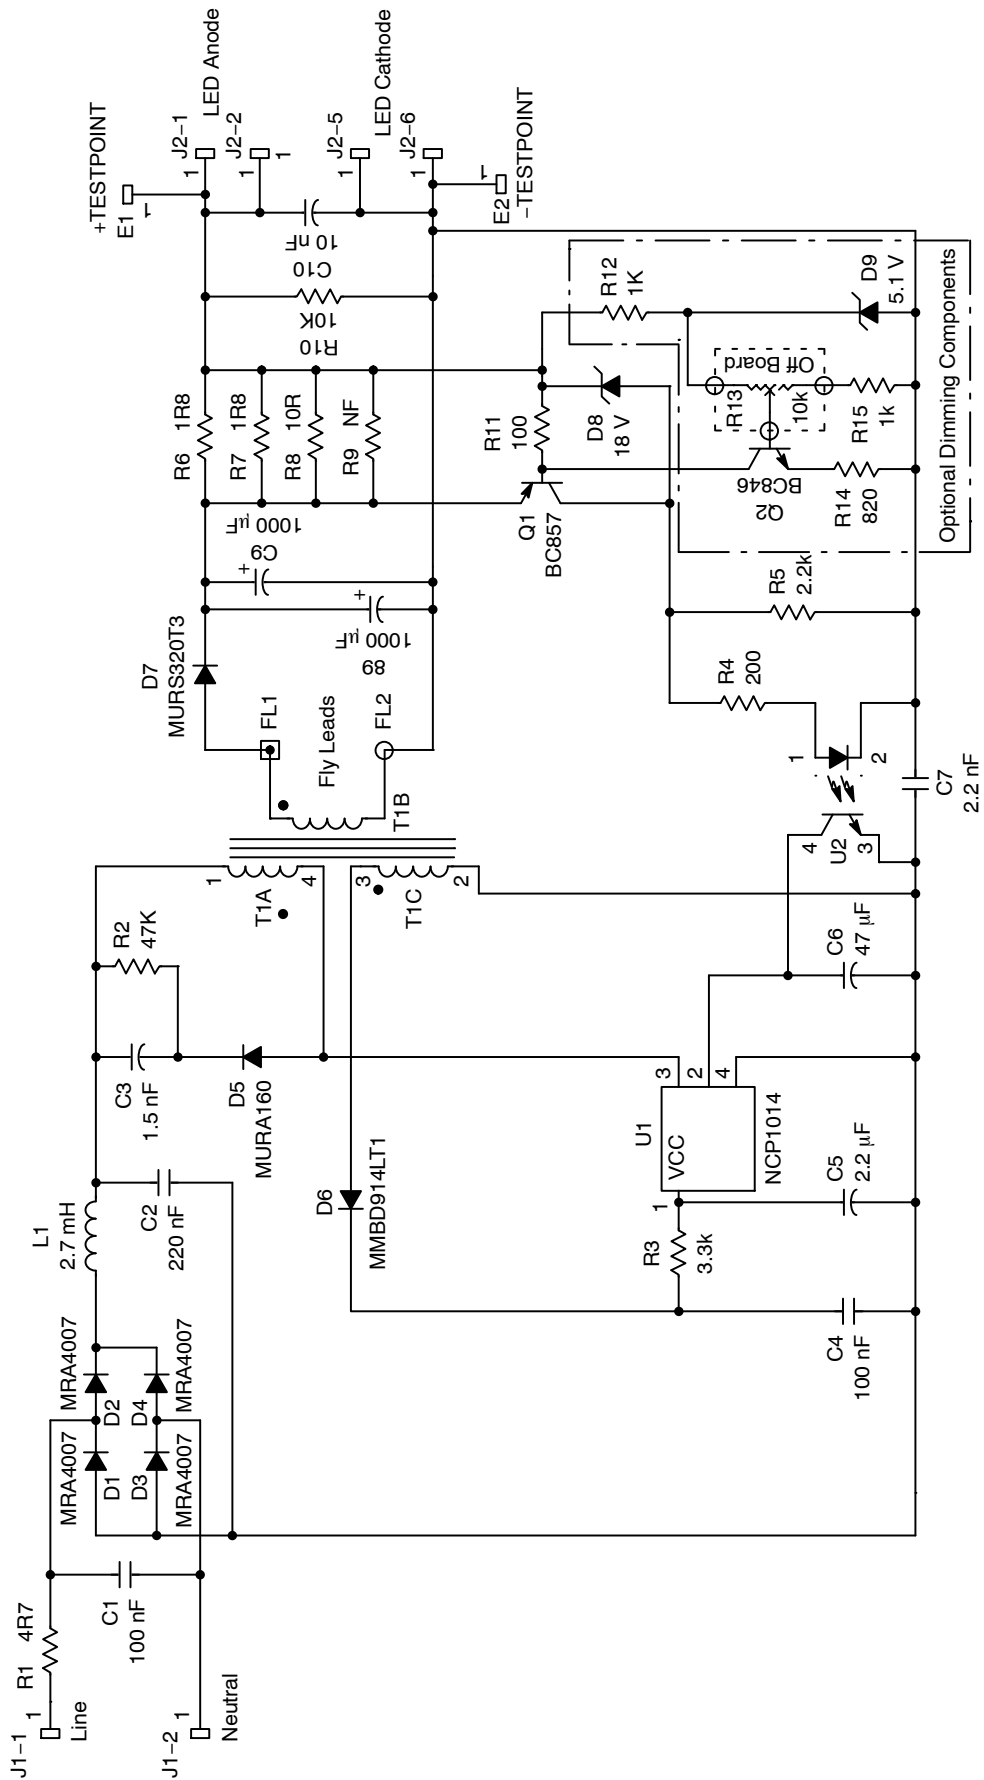 J1-1
1
Line
R1 4R7
J1-2
1
Neutral
C1
100 nF
MRA4007
D1
MRA4007
D2
D3
MRA4007
D4
MRA4007
L1
2.7 mH
C2
220 nF
C3
1.5 nF
R2
47K
D5
MURA160
D6
MMBD914LT1
T1A
1
4
T1C
3
2
T1B
FL1
Fly Leads
FL2
D7
MURS320T3
89
1000 µF
+
C9
1000 µF
+
R6 1R8
R7 1R8
R8 10R
R9 NF
R10
10K
C10
10 nF
+TESTPOINT
E1
1
J2-1
1
LED Anode
J2-2
1
1
J2-5
1
LED Cathode
J2-6
1
E2
1
-TESTPOINT
C4
100 nF
R3
3.3k
1
U1
VCC
NCP1014
3
2
4
C5
2.2 µF
C6
47 µF
4
U2
3
1
2
C7
2.2 nF
R4
200
R5
2.2k
Q1
BC857
R11
100
D8
18 V
R12
1K
Q2
BC846
R13
10k
Off Board
R14
820
R15
1k
D9
5.1 V
Optional Dimming Components